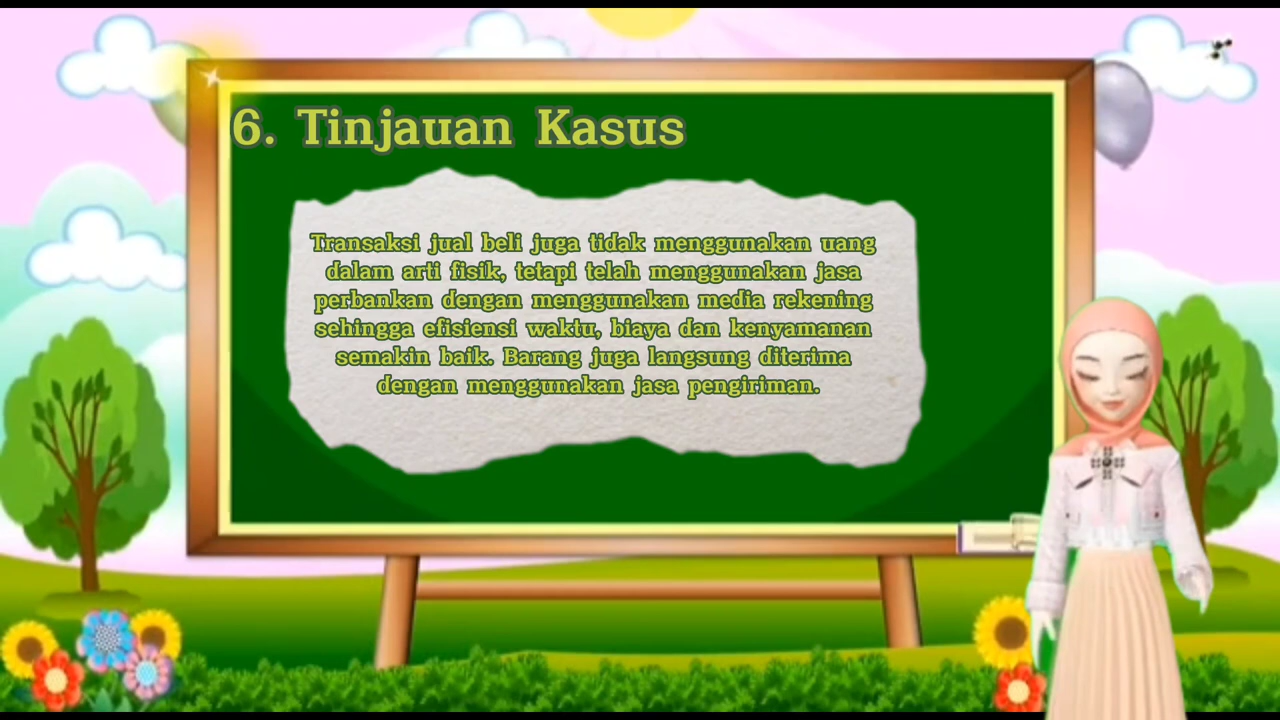 6. Tinjauan Kasus
Transaksi jual beli juga tidak menggunakan uang
dalam arti fisik, tetapi telah menggunakan jasa
perbankan dengan menggunakan media rekening
sehingga efisiensi waktu, biaya dan kenyamanan
semakin baik. Barang juga langsung diterima
dengan menggunakan jasa pengiriman.